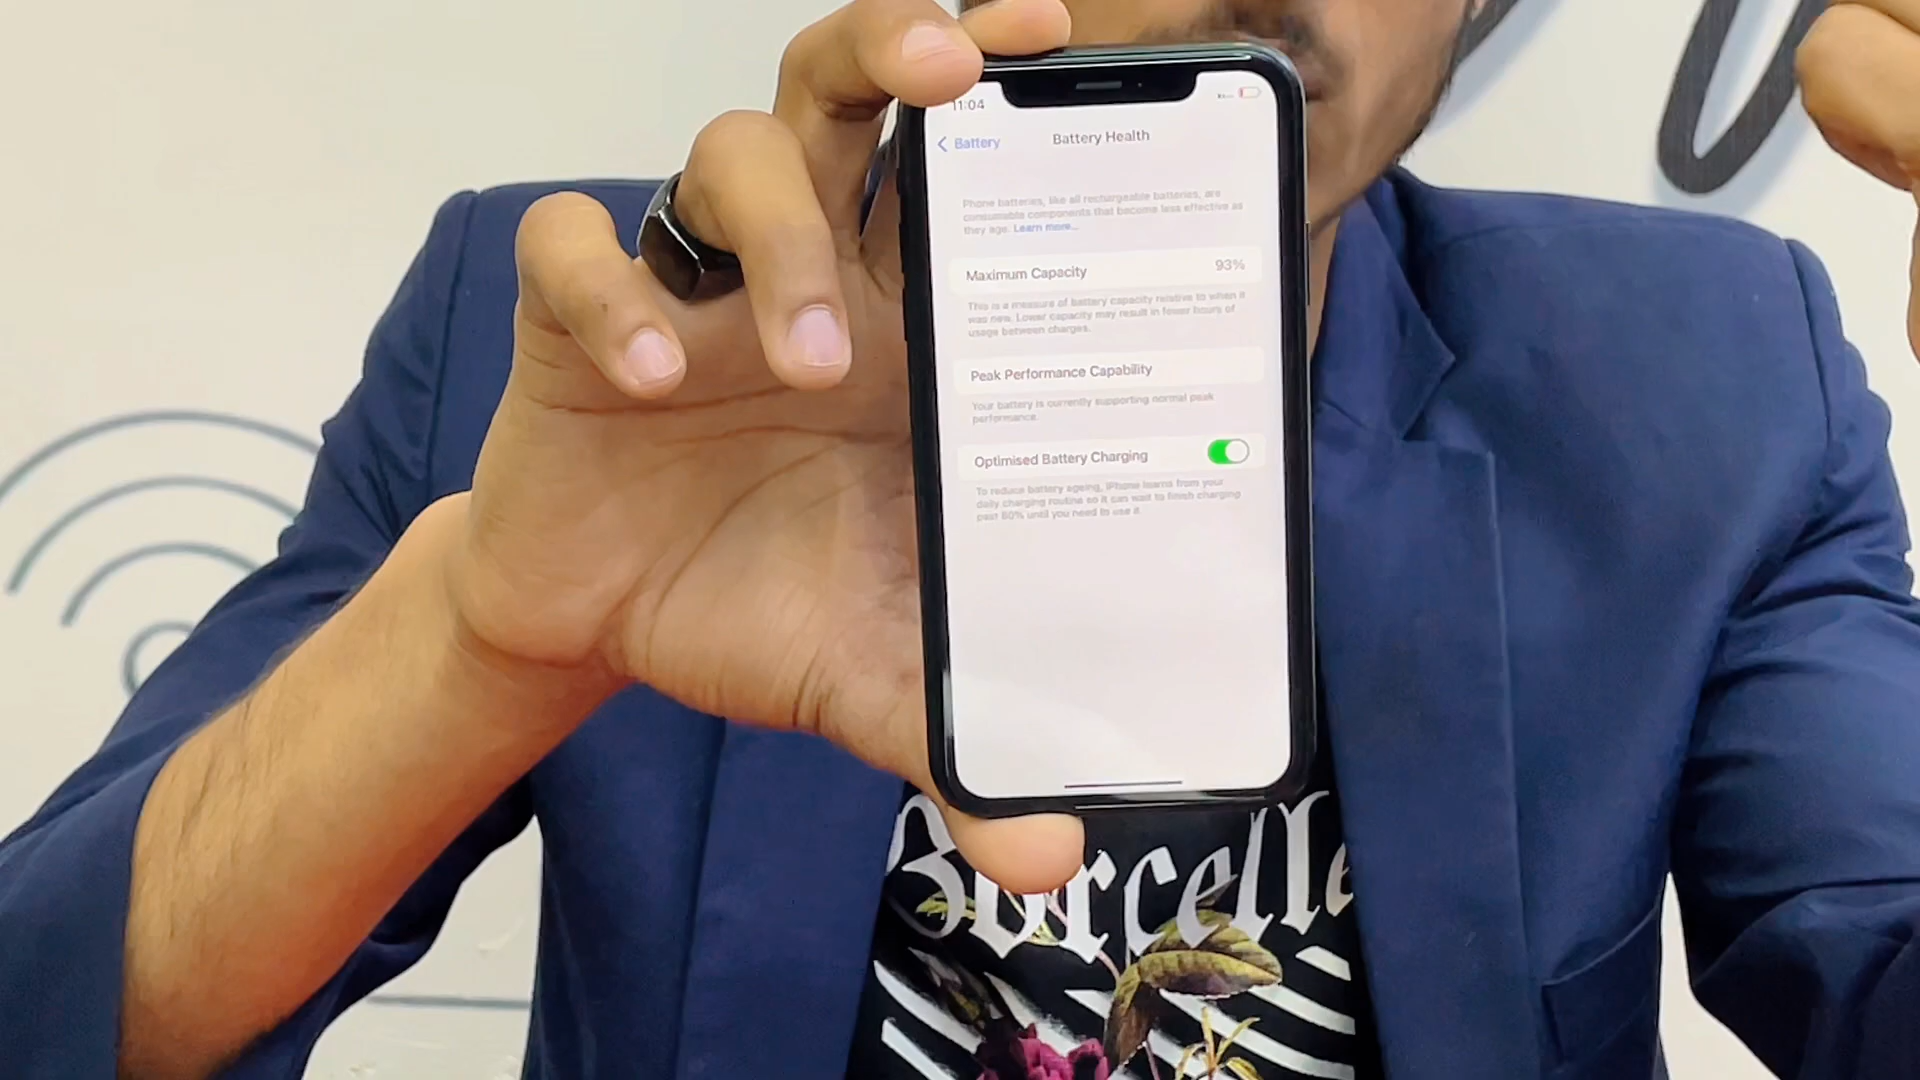 11:04
Battery
Battery Health
Phone batteries, like all rechargeable batteries, are
consumable components that become less effective as
they age. Learn more...
Maximum Capacity 93%
This is a measure of battery capacity relative to when it
was new. Lower capacity may result in fewer hours of
usage between charges.
Peak Performance Capability
Your battery is currently supporting normal peak
performance.
Optimised Battery Charging
To reduce battery ageing, iPhone learns from your
daily charging routine so it can wait to finish charging
past 80% until you need to use it.
Borcelle